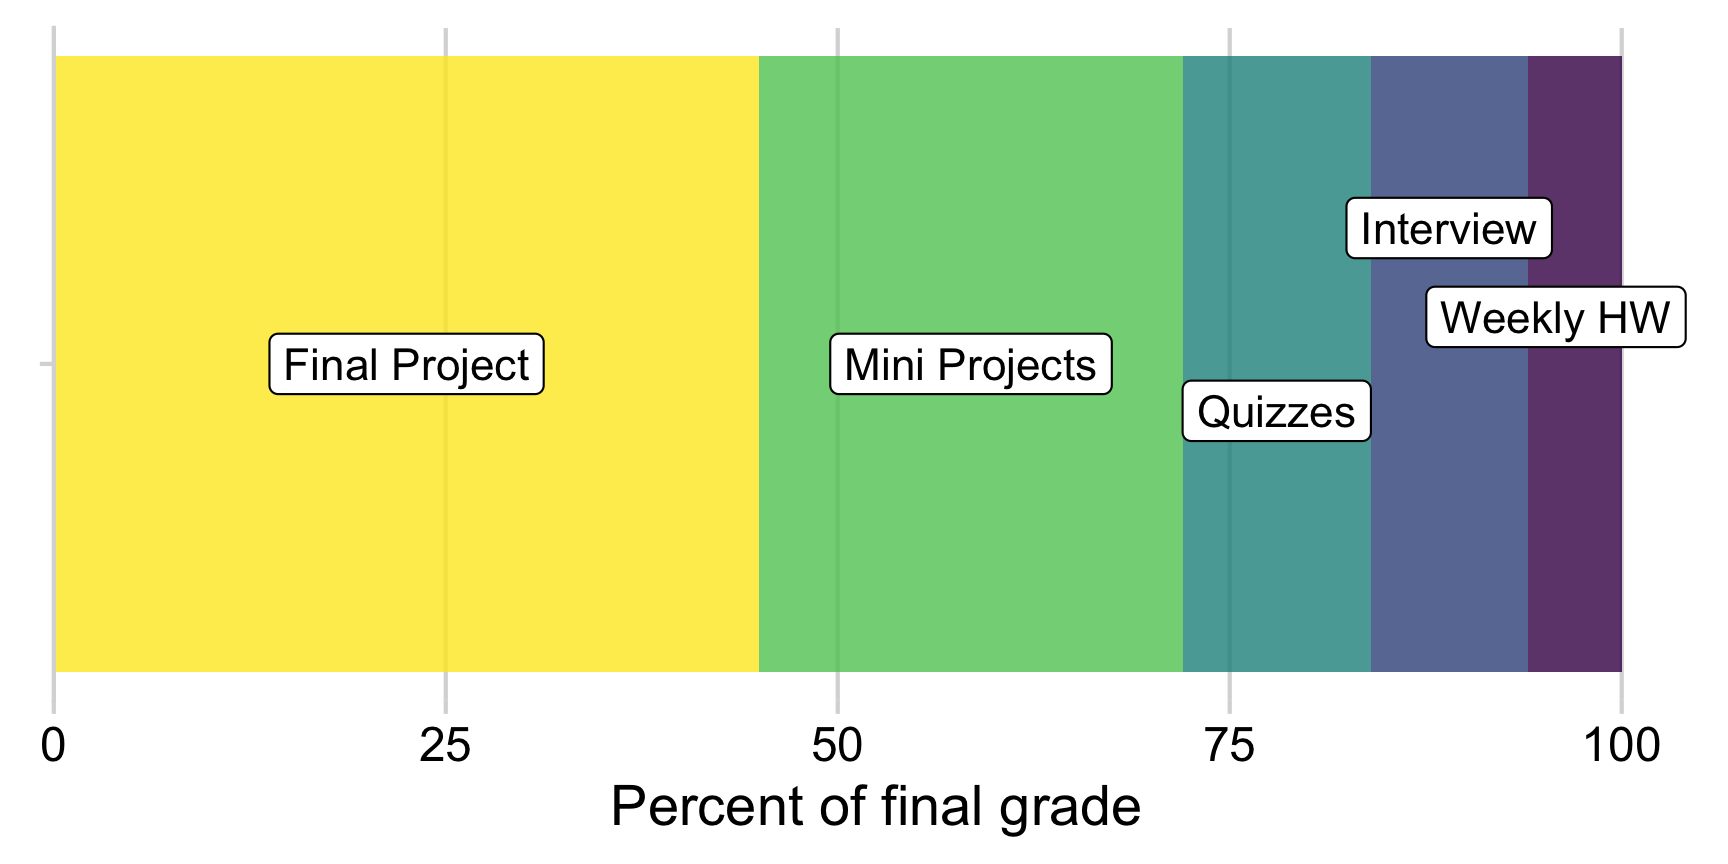 Interview
Weekly HW
Final Project
Mini Projects
Quizzes
0 25 50 75 100
Percent of final grade